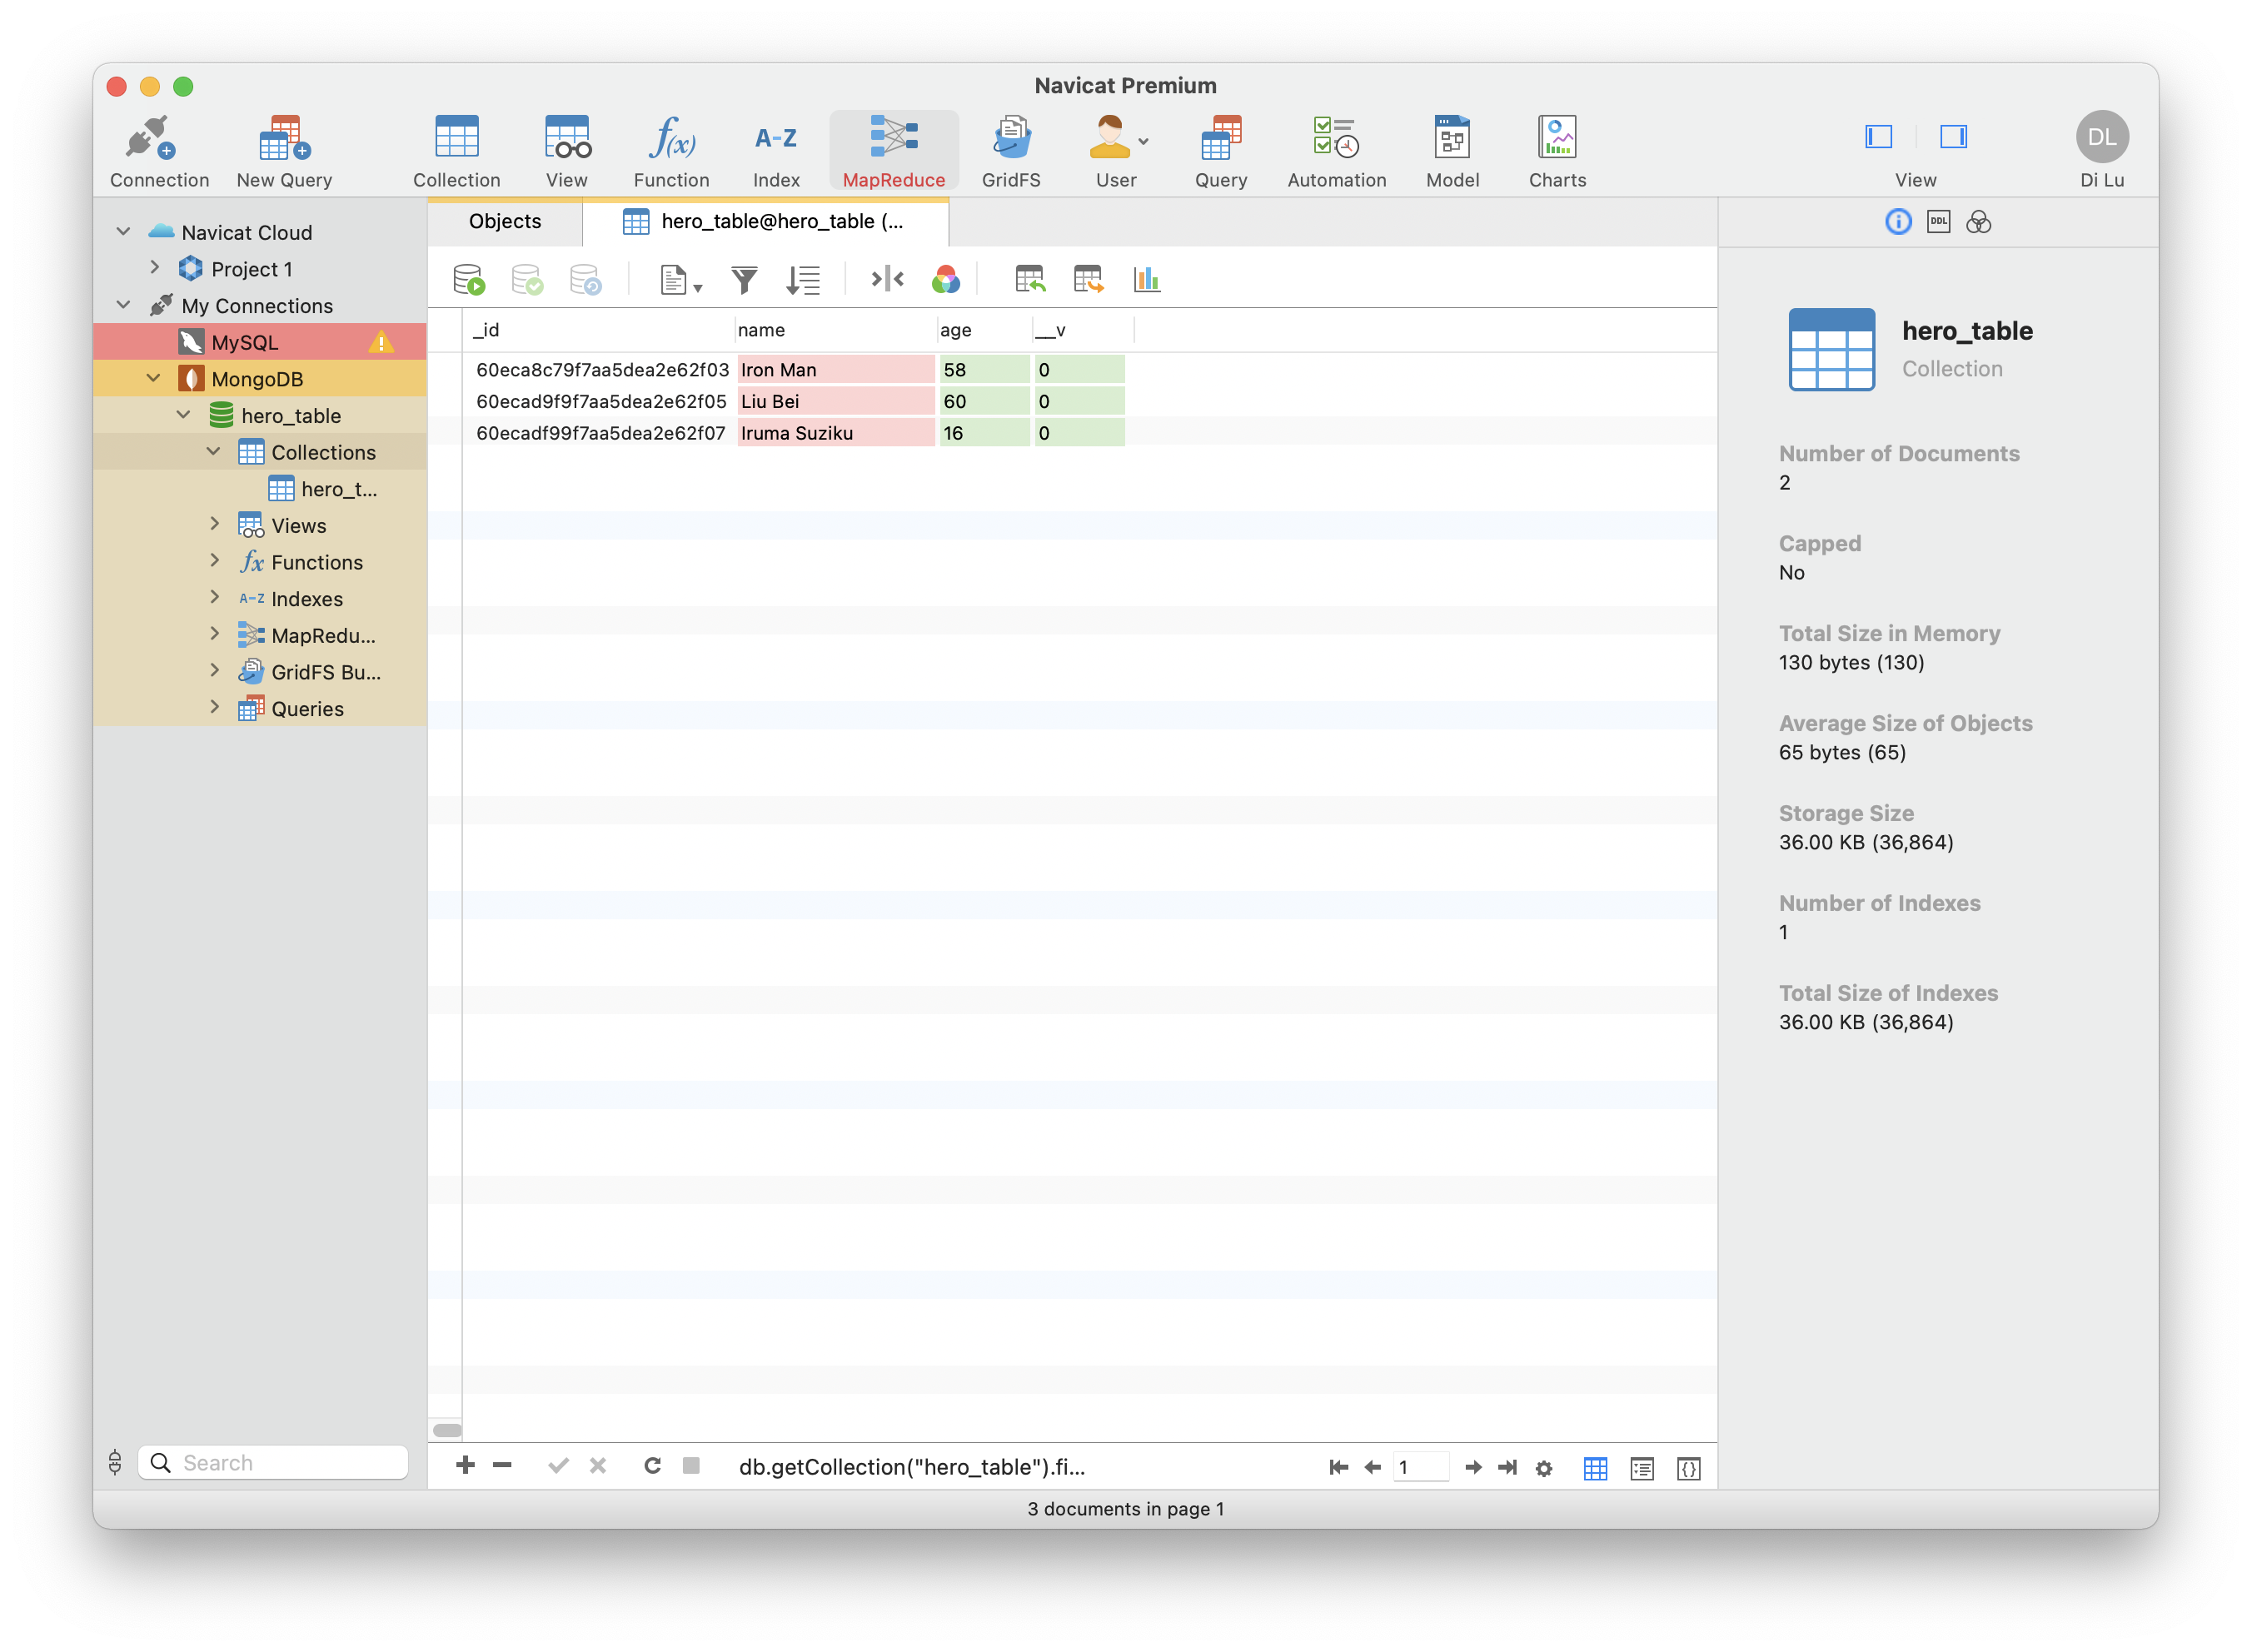 Navicat Premium
Connection
New Query
Collection
View
f(x)
Function
A-Z
Index
MapReduce
GridFS
User
Query
Automation
Model
Charts
View
DL
Di Lu
Navicat Cloud
Project 1
My Connections
MySQL
MongoDB
hero_table
Collections
hero_t...
Views
fx Functions
A-Z Indexes
MapRedu...
GridFS Bu...
Queries
Search
Objects
hero_table@hero_table (...
_id name age __v
60eca8c79f7aa5dea2e62f03 Iron Man 58 0
60ecad9f9f7aa5dea2e62f05 Liu Bei 60 0
60ecadf99f7aa5dea2e62f07 Iruma Suziku 16 0
db.getCollection("hero_table").fi...
1
3 documents in page 1
DDL
hero_table
Collection
Number of Documents
2
Capped
No
Total Size in Memory
130 bytes (130)
Average Size of Objects
65 bytes (65)
Storage Size
36.00 KB (36,864)
Number of Indexes
1
Total Size of Indexes
36.00 KB (36,864)